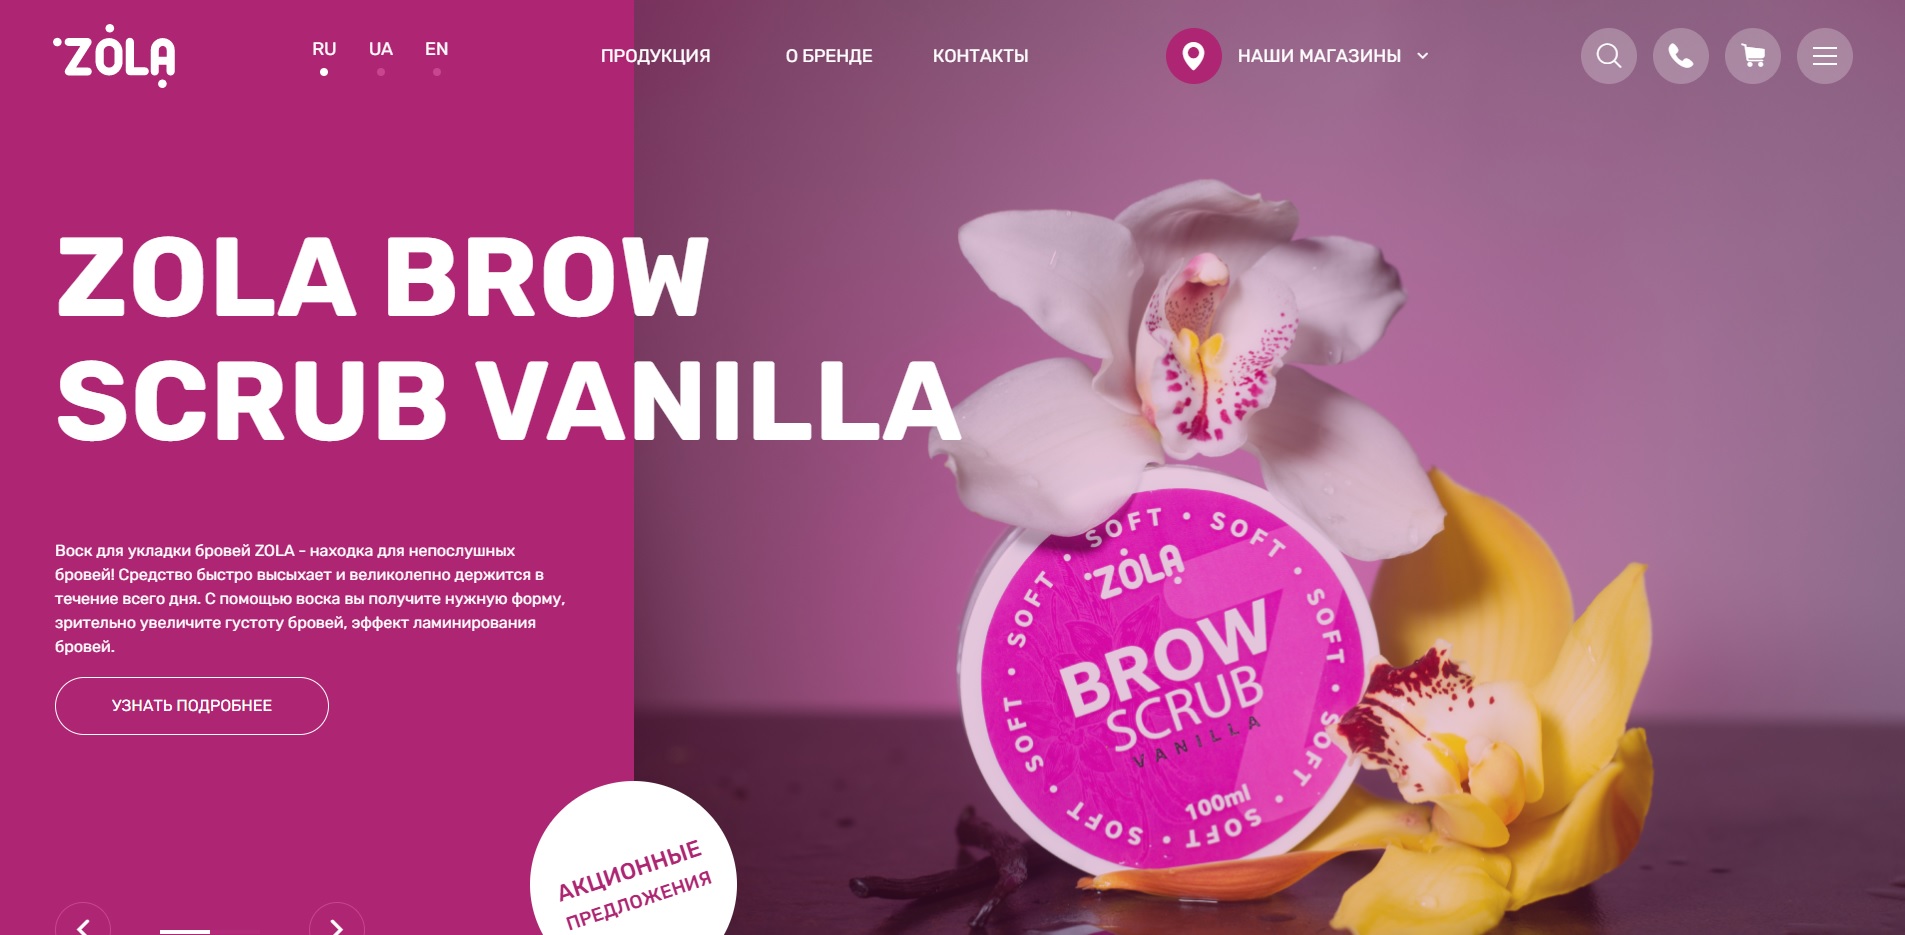 ZOLA
RU UA EN
ПРОДУКЦИЯ О БРЕНДЕ КОНТАКТЫ
НАШИ МАГАЗИНЫ
ZOLA BROW
SCRUB VANILLA
Воск для укладки бровей ZOLA - находка для непослушных
бровей! Средство быстро высыхает и великолепно держится в
течение всего дня. С помощью воска вы получите нужную форму,
зрительно увеличите густоту бровей, эффект ламинирования
бровей.
УЗНАТЬ ПОДРОБНЕЕ
АКЦИОННЫЕ
ПРЕДЛОЖЕНИЯ
SOFT • SOFT • SOFT • SOFT • SOFT • SOFT • SOFT • SOFT
ZOLA
BROW
SCRUB
VANILLA
100ml